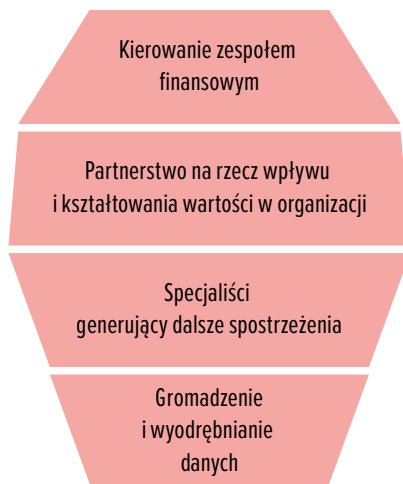 Kierowanie zespołem
finansowym
Partnerstwo na rzecz wpływu
i kształtowania wartości w organizacji
Specjaliści
generujący dalsze spostrzeżenia
Gromadzenie
i wyodrębnianie
danych